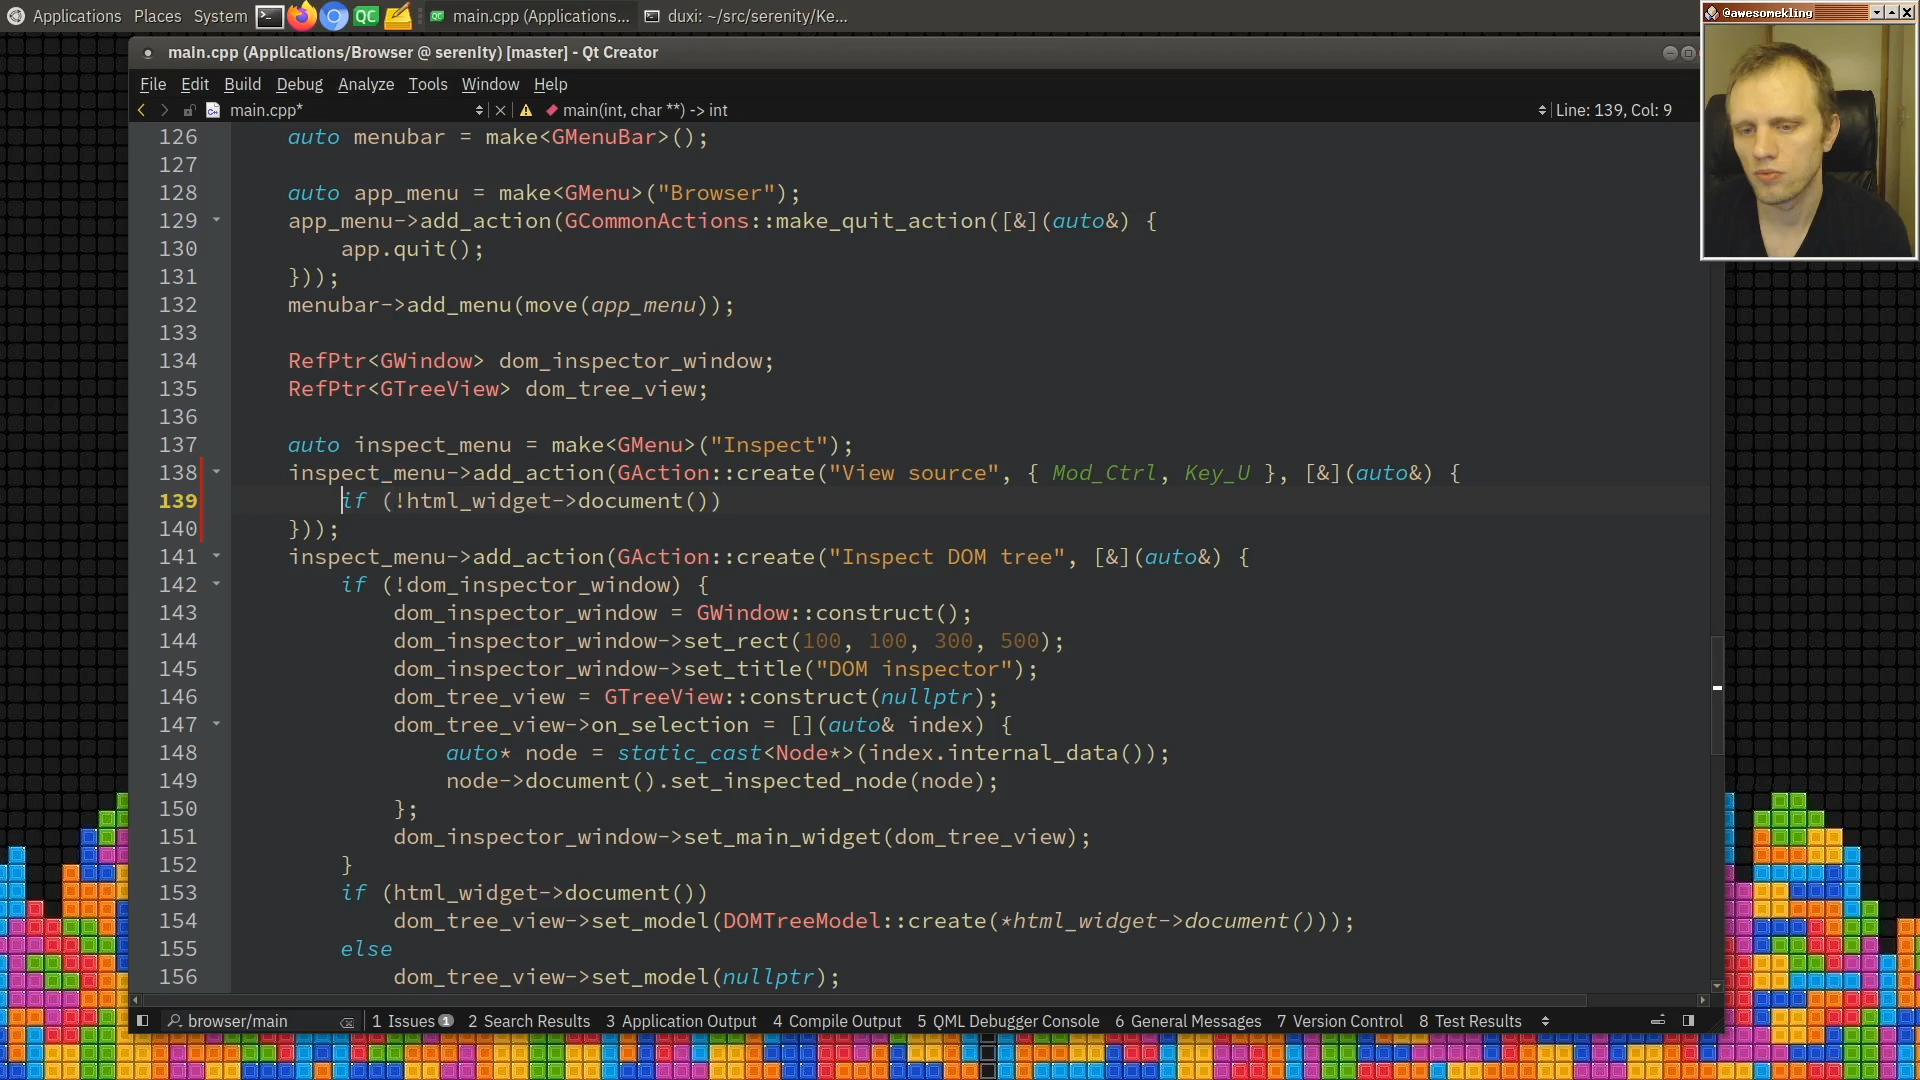 Applications Places System main.cpp (Applications... duxi: ~/src/serenity/Ke...
@awesomekling
main.cpp (Applications/Browser @ serenity) [master] - Qt Creator
File Edit Build Debug Analyze Tools Window Help
main.cpp* main(int, char **) -> int Line: 139, Col: 9
126 auto menubar = make<GMenuBar>();
127
128 auto app_menu = make<GMenu>("Browser");
129 app_menu->add_action(GCommonActions::make_quit_action([&](auto&) {
130 app.quit();
131 }));
132 menubar->add_menu(move(app_menu));
133
134 RefPtr<GWindow> dom_inspector_window;
135 RefPtr<GTreeView> dom_tree_view;
136
137 auto inspect_menu = make<GMenu>("Inspect");
138 inspect_menu->add_action(GAction::create("View source", { Mod_Ctrl, Key_U }, [&](auto&) {
139 if (!html_widget->document())
140 }));
141 inspect_menu->add_action(GAction::create("Inspect DOM tree", [&](auto&) {
142 if (!dom_inspector_window) {
143 dom_inspector_window = GWindow::construct();
144 dom_inspector_window->set_rect(100, 100, 300, 500);
145 dom_inspector_window->set_title("DOM inspector");
146 dom_tree_view = GTreeView::construct(nullptr);
147 dom_tree_view->on_selection = [](auto& index) {
148 auto* node = static_cast<Node*>(index.internal_data());
149 node->document().set_inspected_node(node);
150 };
151 dom_inspector_window->set_main_widget(dom_tree_view);
152 }
153 if (html_widget->document())
154 dom_tree_view->set_model(DOMTreeModel::create(*html_widget->document()));
155 else
156 dom_tree_view->set_model(nullptr);
browser/main 1 Issues 1 2 Search Results 3 Application Output 4 Compile Output 5 QML Debugger Console 6 General Messages 7 Version Control 8 Test Results